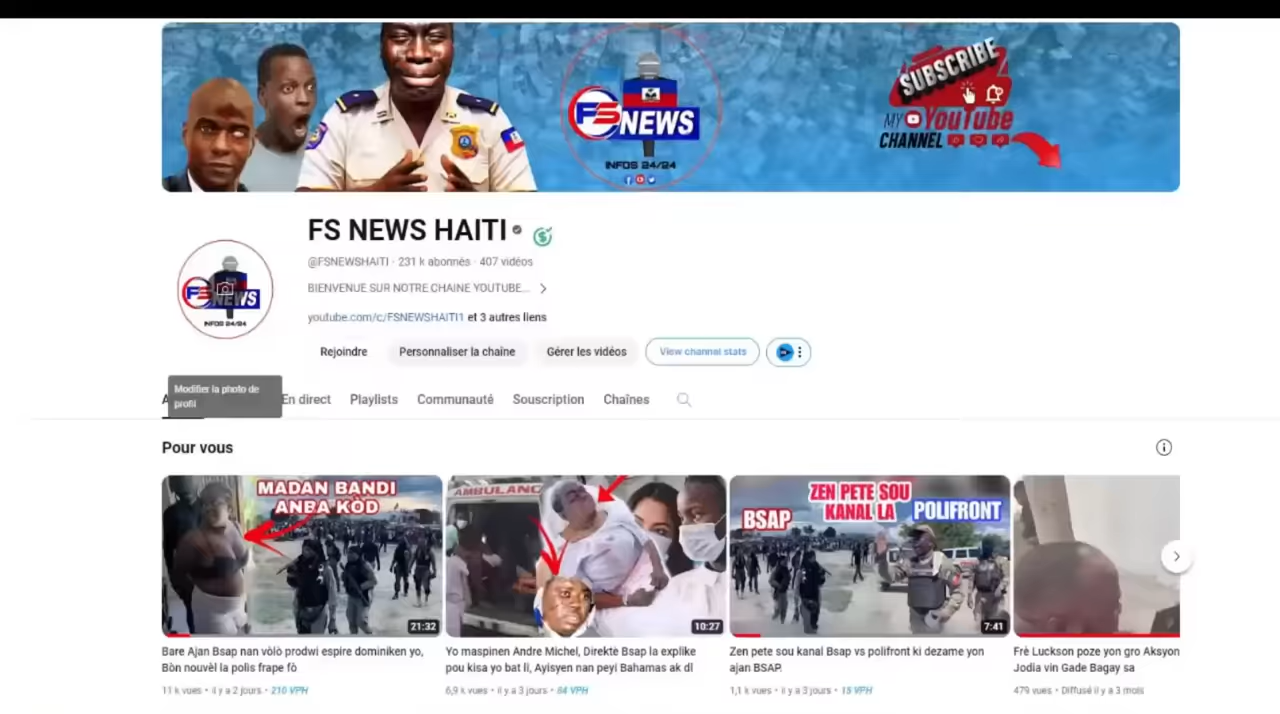 SUBSCRIBE
MY YouTube
CHANNEL
FS NEWS
INFOS 24/24
FS NEWS HAITI
@FSNEWSHAITI · 231 k abonnés · 407 vidéos
BIENVENUE SUR NOTRE CHAINE YOUTUBE...
FS NEWS
INFOS 24/24
youtube.com/c/FSNEWSHAITI1 et 3 autres liens
Rejoindre Personnaliser la chaîne Gérer les vidéos View channel stats
Modifier la photo de
profil
En direct Playlists Communauté Souscription Chaînes
Pour vous
MADAN BANDI
ANBA KÒD
21:32
AMBULANC
10:27
ZEN PETE SOU
KANAL LA
BSAP
POLIFRONT
7:41
Bare Ajan Bsap nan vòlò prodwi espire dominiken yo,
Bòn nouvèl la polis frape fò
11 k vues • il y a 2 jours • 210 VPH
Yo maspinen Andre Michel, Direktè Bsap la explike
pou kisa yo bat li, Ayisyen nan peyi Bahamas ak dl
6,9 k vues • il y a 3 jours • 84 VPH
Zen pete sou kanal Bsap vs polifront ki dezame yon
ajan BSAP.
1,1 k vues • il y a 3 jours • 15 VPH
Frè Luckson poze yon gro Aksyon
Jodia vin Gade Bagay sa
479 vues • Diffusé il y a 3 mois